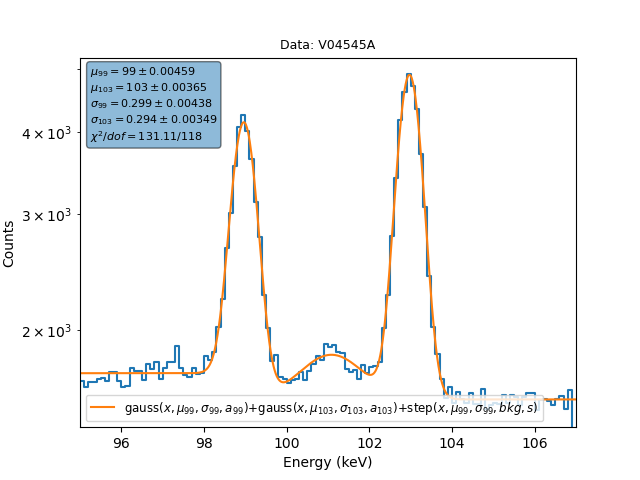 Data: V04545A
μ99 = 99 ± 0.00459
μ103 = 103 ± 0.00365
σ99 = 0.299 ± 0.00438
σ103 = 0.294 ± 0.00349
χ²/dof = 131.11/118
4 × 10³
3 × 10³
2 × 10³
Counts
gauss(x, μ99, σ99, a99)+gauss(x, μ103, σ103, a103)+step(x, μ99, σ99, bkg, s)
96 98 100 102 104 106
Energy (keV)